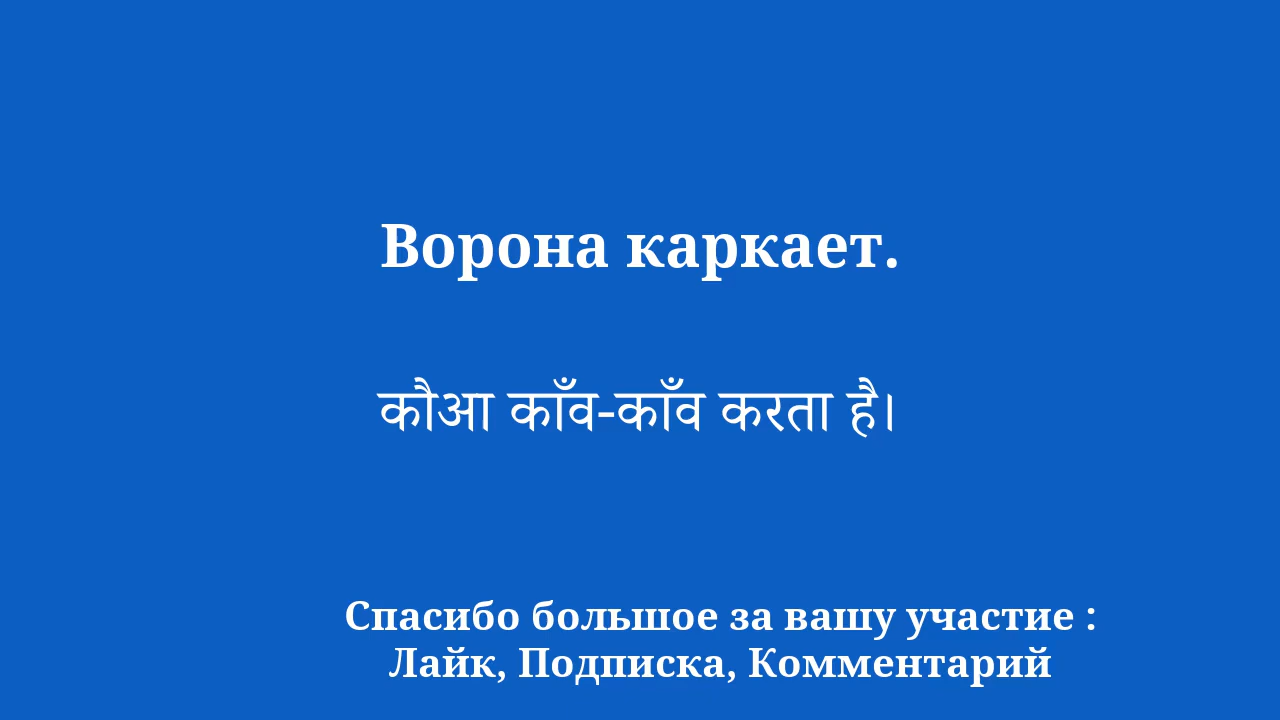 Ворона каркает.
कौआ काँव-काँव करता है।
Спасибо большое за вашу участие :
Лайк, Подписка, Комментарий